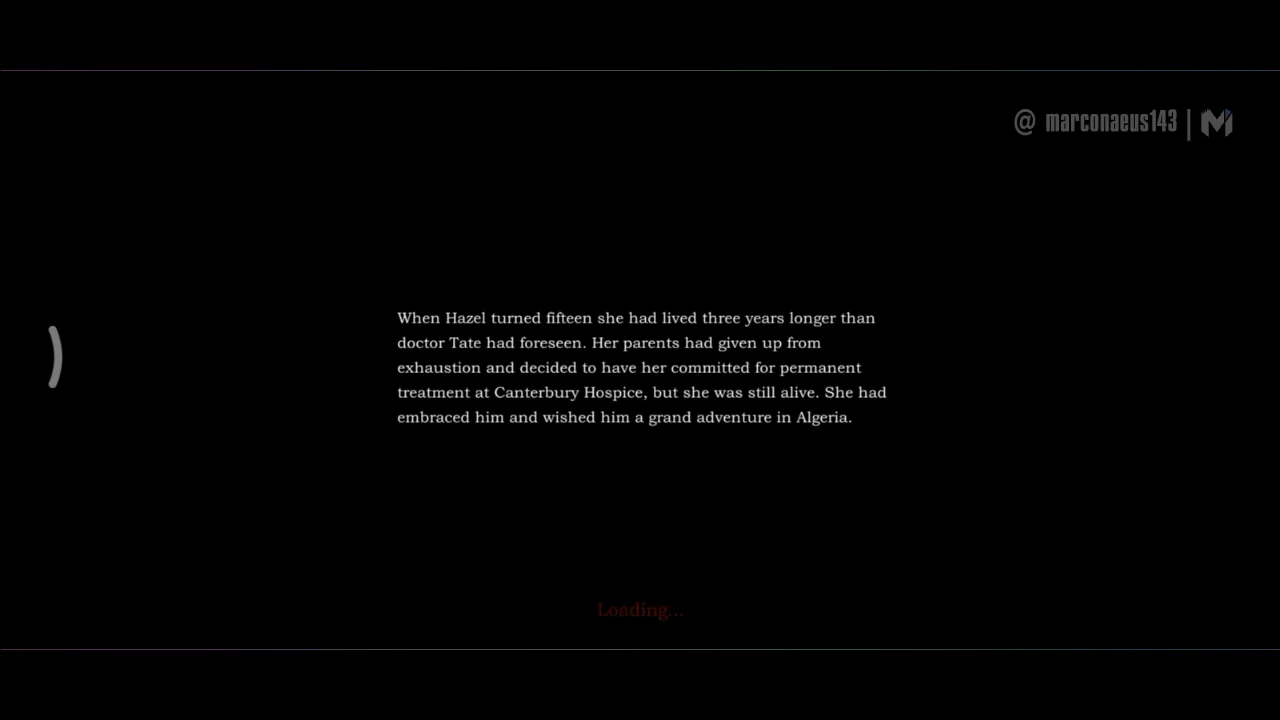 @ marconaeus143 | M
When Hazel turned fifteen she had lived three years longer than
doctor Tate had foreseen. Her parents had given up from
exhaustion and decided to have her committed for permanent
treatment at Canterbury Hospice, but she was still alive. She had
embraced him and wished him a grand adventure in Algeria.
Loading...